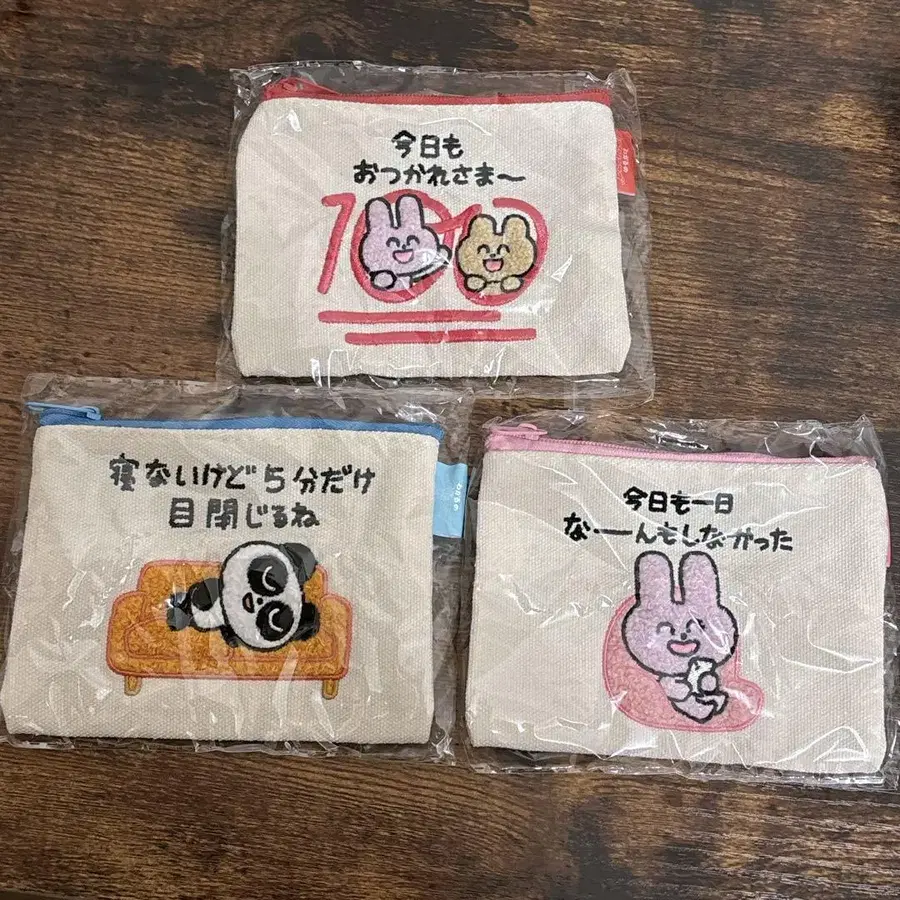 今日も
おつかれさま〜
100
寝ないけど5分だけ
目閉じるね
今日も一日
な・ーんもしなかった